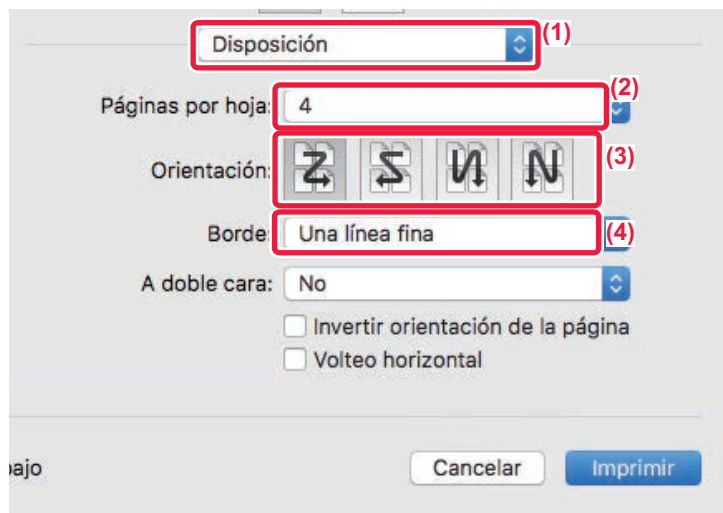 Disposición (1)
Páginas por hoja: 4 (2)
Orientación: (3)
Borde: Una línea fina (4)
A doble cara: No
Invertir orientación de la página
Volteo horizontal
Cancelar Imprimir